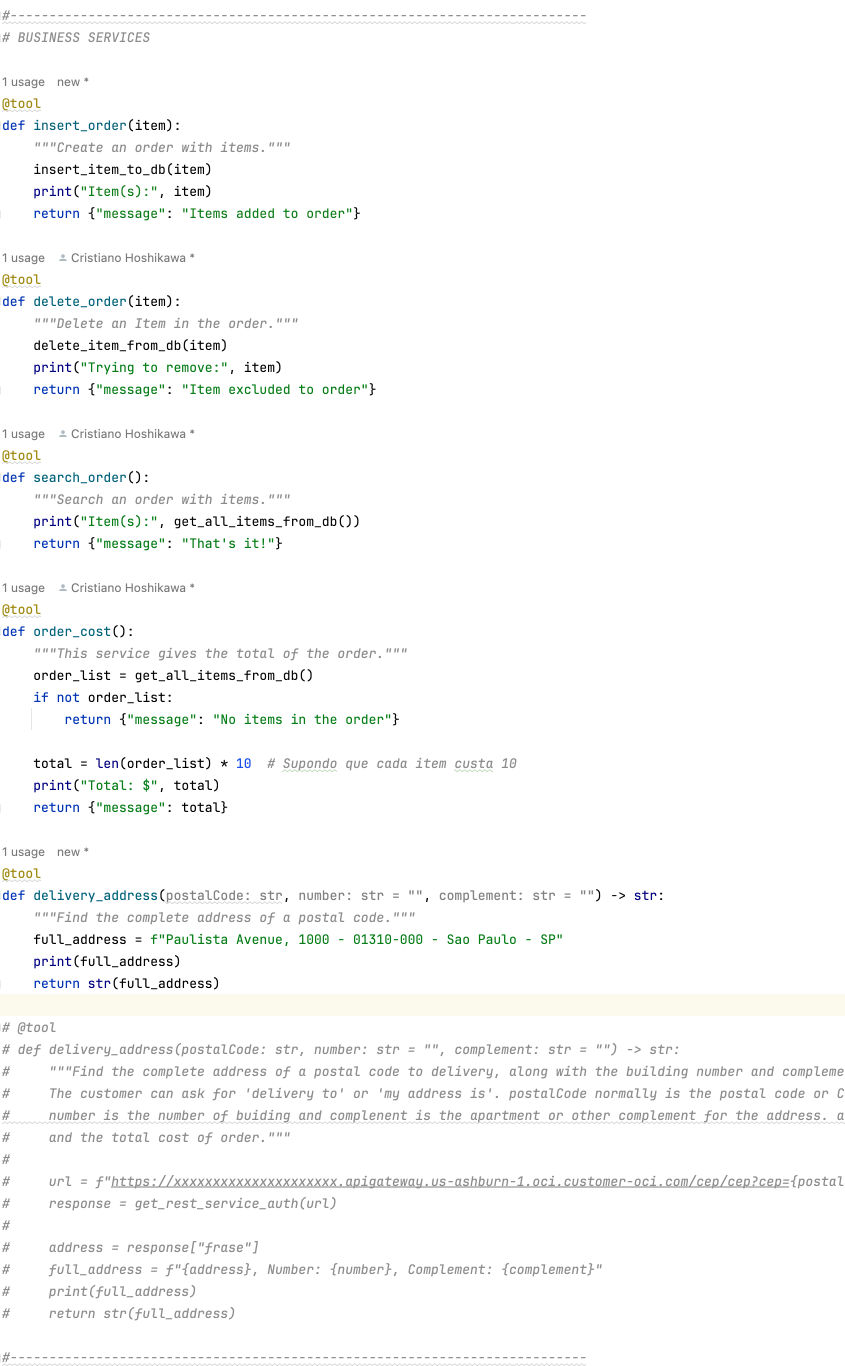 #--------------------------------------------------------------------------
# BUSINESS SERVICES
1 usage new *
@tool
def insert_order(item):
"""Create an order with items."""
insert_item_to_db(item)
print("Item(s):", item)
return {"message": "Items added to order"}
1 usage Cristiano Hoshikawa *
@tool
def delete_order(item):
"""Delete an Item in the order."""
delete_item_from_db(item)
print("Trying to remove:", item)
return {"message": "Item excluded to order"}
1 usage Cristiano Hoshikawa *
@tool
def search_order():
"""Search an order with items."""
print("Item(s):", get_all_items_from_db())
return {"message": "That's it!"}
1 usage Cristiano Hoshikawa *
@tool
def order_cost():
"""This service gives the total of the order."""
order_list = get_all_items_from_db()
if not order_list:
return {"message": "No items in the order"}
total = len(order_list) * 10 # Supondo que cada item custa 10
print("Total: $", total)
return {"message": total}
1 usage new *
@tool
def delivery_address(postalCode: str, number: str = "", complement: str = "") -> str:
"""Find the complete address of a postal code."""
full_address = f"Paulista Avenue, 1000 - 01310-000 - Sao Paulo - SP"
print(full_address)
return str(full_address)
# @tool
# def delivery_address(postalCode: str, number: str = "", complement: str = "") -> str:
# """Find the complete address of a postal code to delivery, along with the building number and compleme
# The customer can ask for 'delivery to' or 'my address is'. postalCode normally is the postal code or C
# number is the number of buiding and complenent is the apartment or other complement for the address. a
# and the total cost of order."""
#
# url = f"https://xxxxxxxxxxxxxxxxxxxxx.apigateway.us-ashburn-1.oci.customer-oci.com/cep/cep?cep={postal
# response = get_rest_service_auth(url)
#
# address = response["frase"]
# full_address = f"{address}, Number: {number}, Complement: {complement}"
# print(full_address)
# return str(full_address)
#--------------------------------------------------------------------------